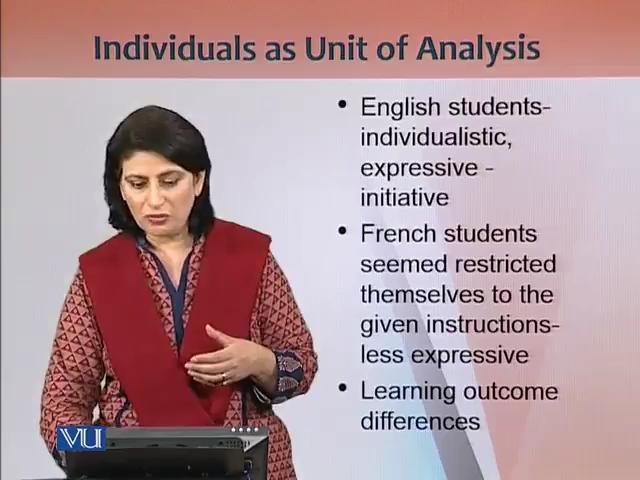 Individuals as Unit of Analysis
• English students-
individualistic,
expressive -
initiative
• French students
seemed restricted
themselves to the
given instructions-
less expressive
• Learning outcome
differences
VU